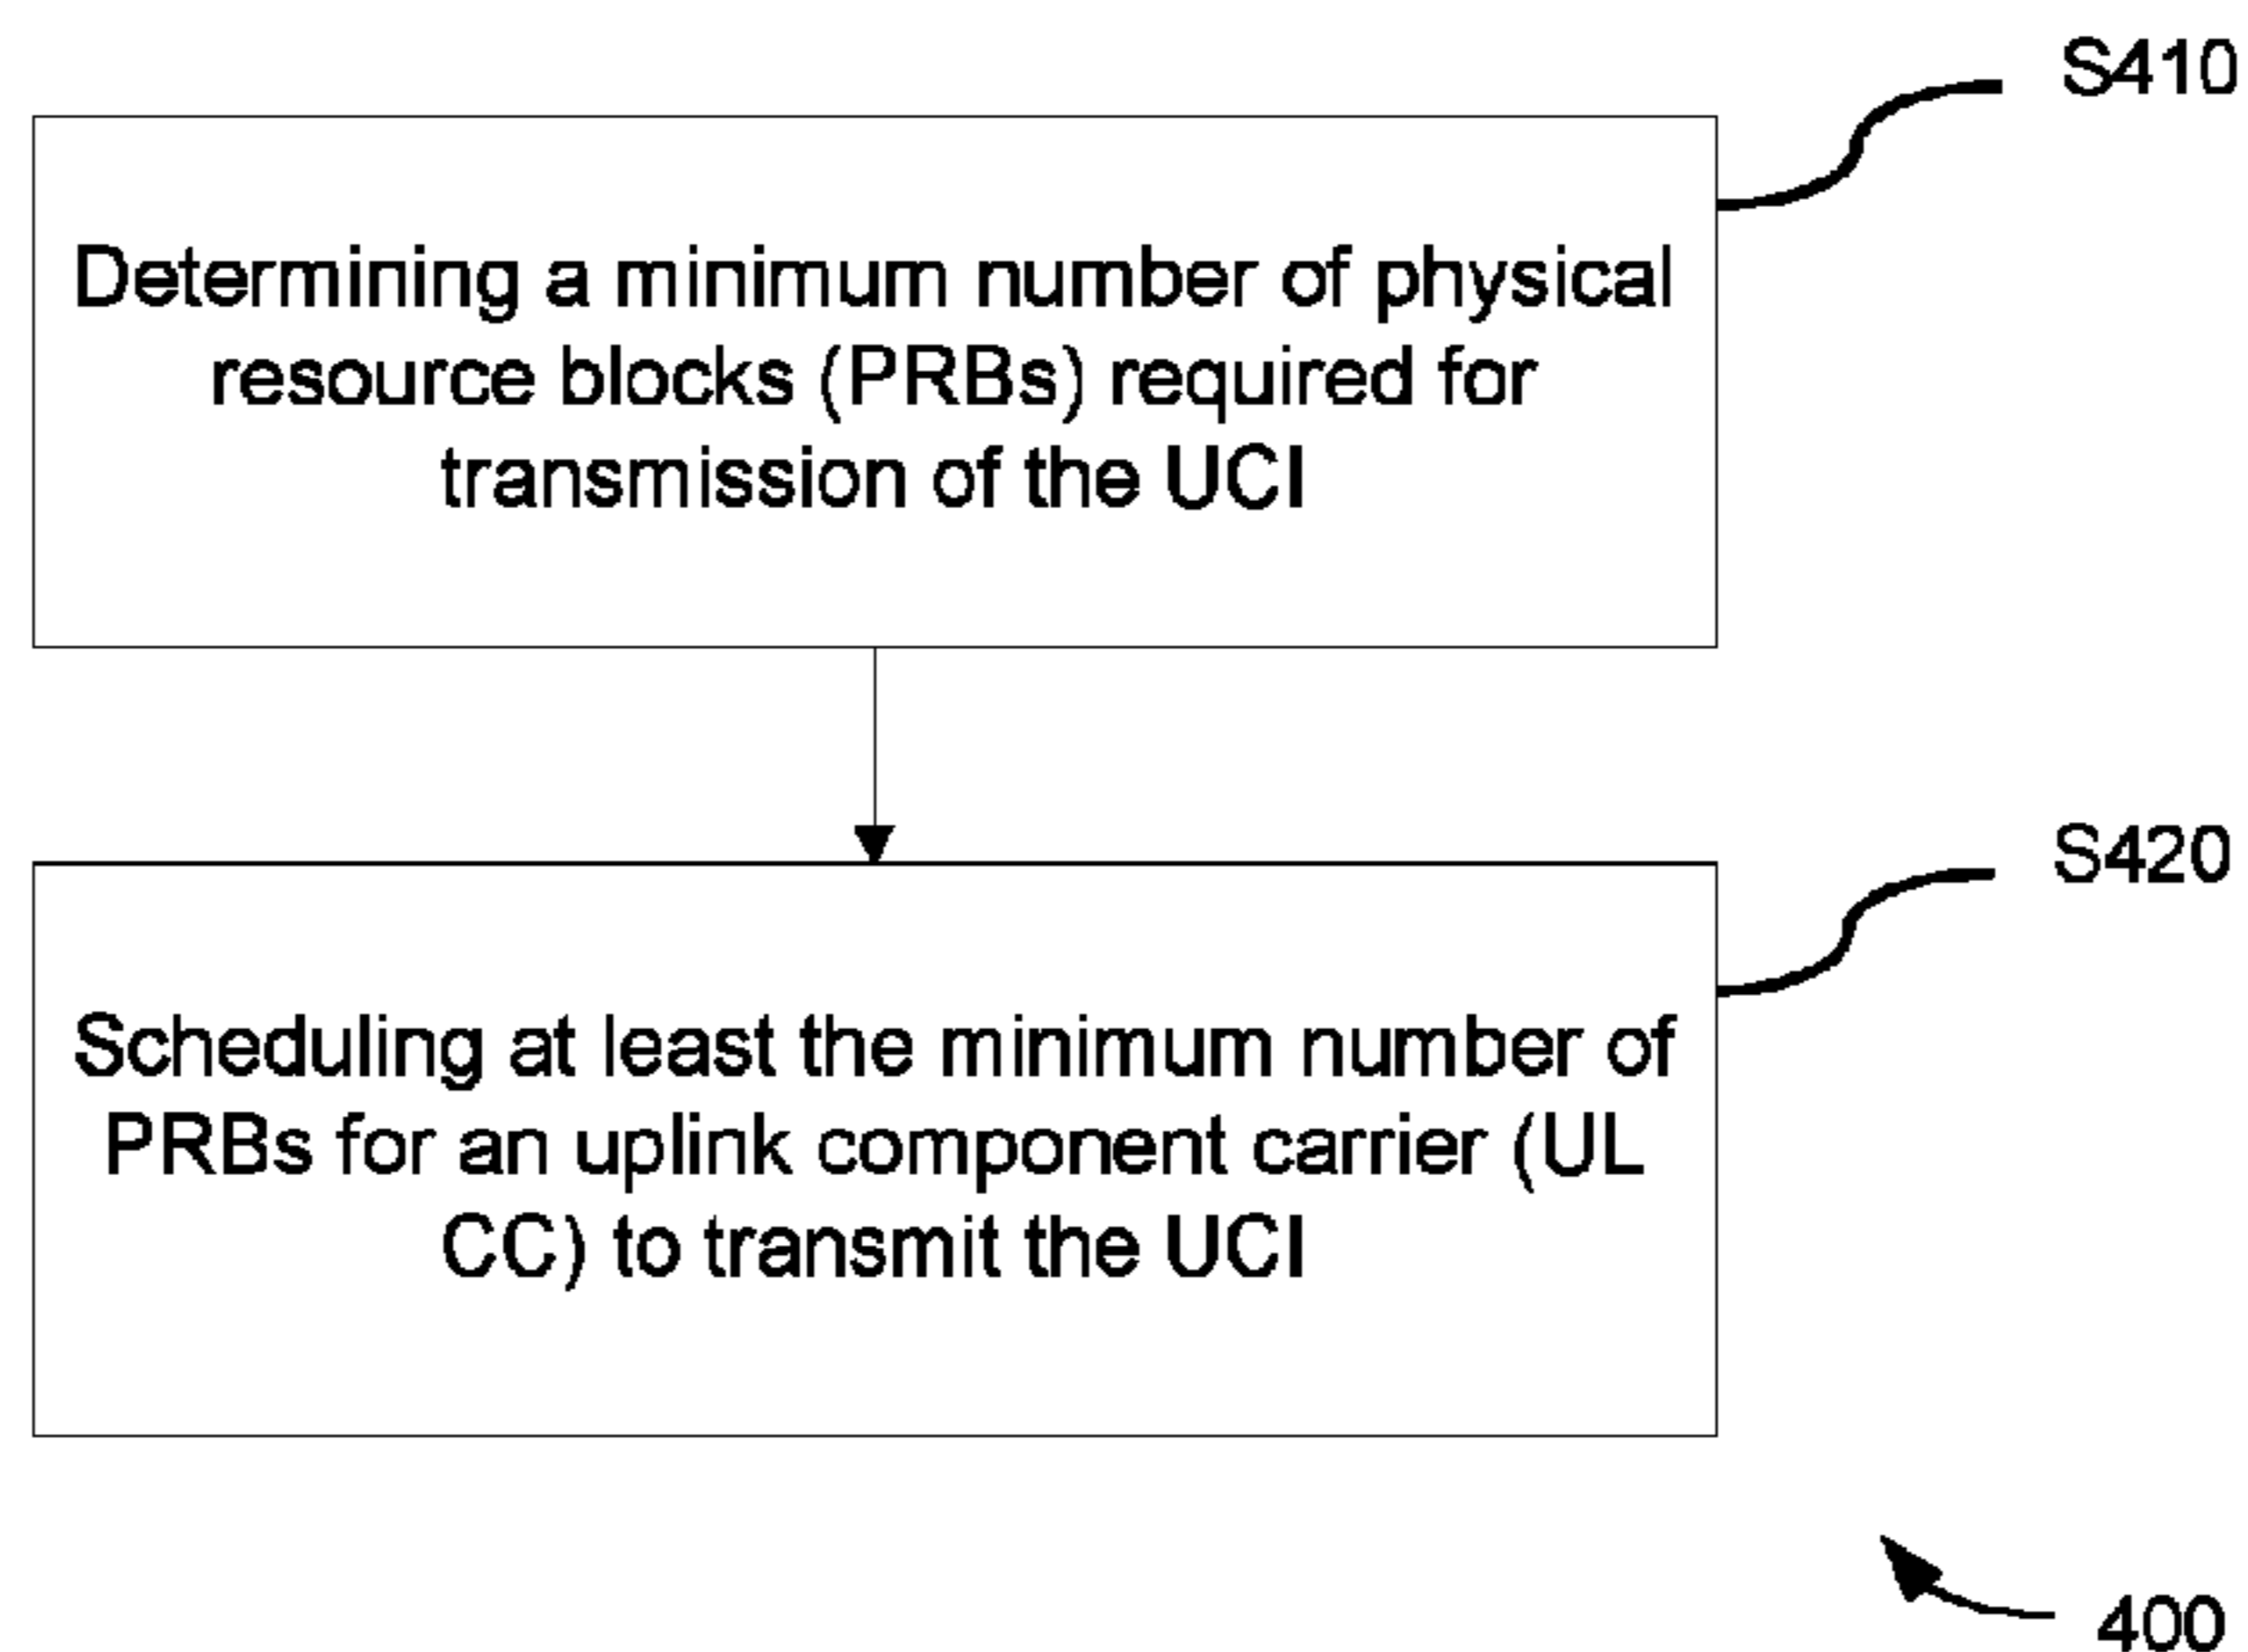 S410
Determining a minimum number of physical
resource blocks (PRBs) required for
transmission of the UCI
S420
Scheduling at least the minimum number of
PRBs for an uplink component carrier (UL
CC) to transmit the UCI
400